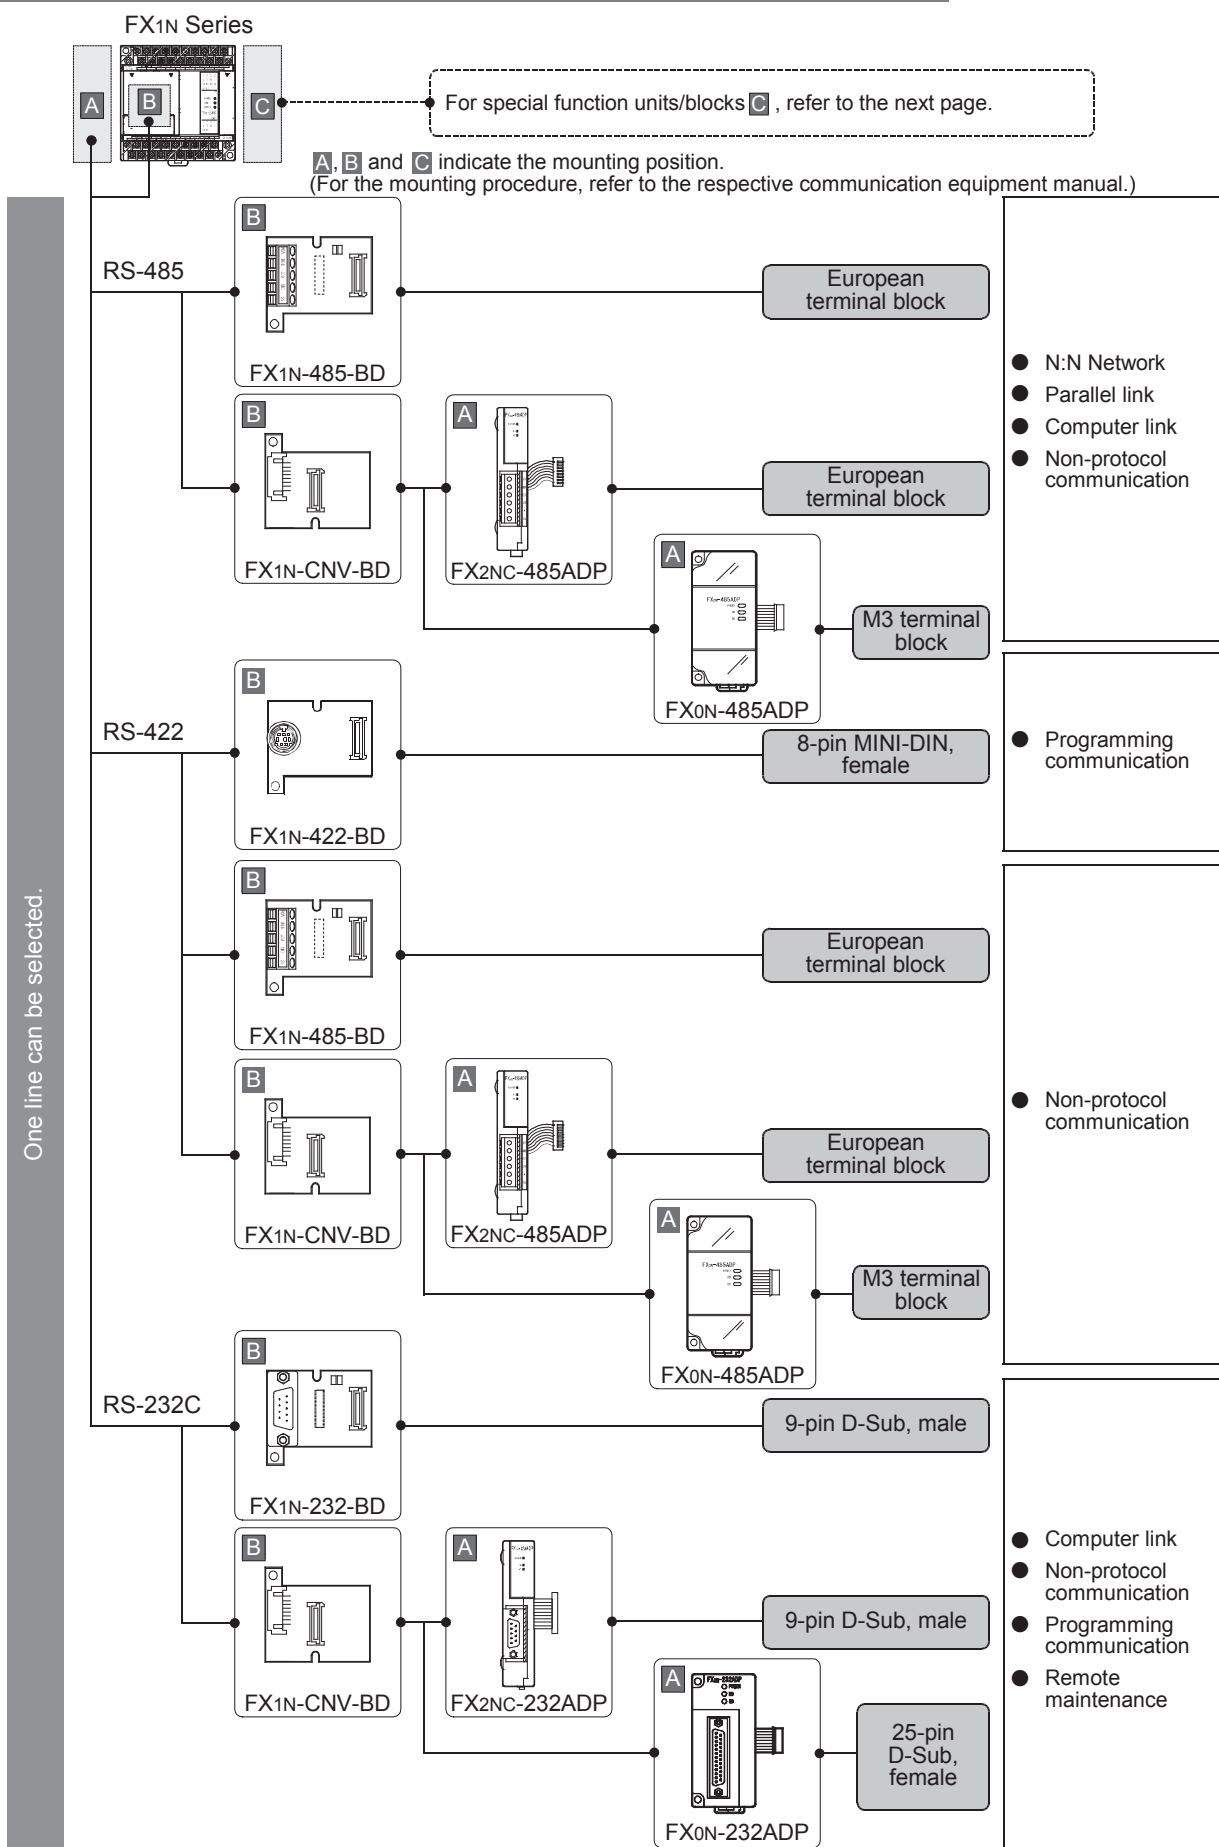 FX1N Series
A
B
C
For special function units/blocks C , refer to the next page.
A, B and C indicate the mounting position.
(For the mounting procedure, refer to the respective communication equipment manual.)
One line can be selected.
RS-485
B
FX1N-485-BD
European
terminal block
B
FX1N-CNV-BD
A
FX2NC-485ADP
European
terminal block
A
FX0N-485ADP
M3 terminal
block
● N:N Network
● Parallel link
● Computer link
● Non-protocol
communication
RS-422
B
FX1N-422-BD
8-pin MINI-DIN,
female
● Programming
communication
B
FX1N-485-BD
European
terminal block
B
FX1N-CNV-BD
A
FX2NC-485ADP
European
terminal block
A
FX0N-485ADP
M3 terminal
block
● Non-protocol
communication
RS-232C
B
FX1N-232-BD
9-pin D-Sub, male
B
FX1N-CNV-BD
A
FX2NC-232ADP
9-pin D-Sub, male
A
FX0N-232ADP
25-pin
D-Sub,
female
● Computer link
● Non-protocol
communication
● Programming
communication
● Remote
maintenance